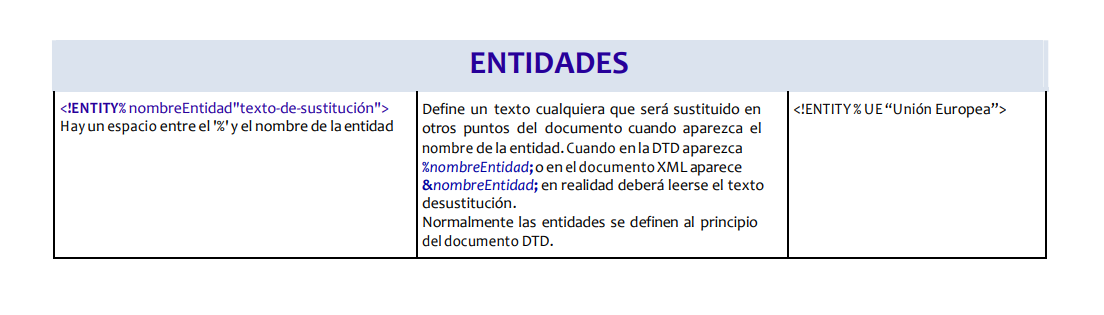 ENTIDADES
<!ENTITY% nombreEntidad"texto-de-sustitución">
Hay un espacio entre el '%' y el nombre de la entidad
Define un texto cualquiera que será sustituido en
otros puntos del documento cuando aparezca el
nombre de la entidad. Cuando en la DTD aparezca
%nombreEntidad; o en el documento XML aparece
&nombreEntidad; en realidad deberá leerse el texto
desustitución.
Normalmente las entidades se definen al principio
del documento DTD.
<!ENTITY % UE “Unión Europea”>